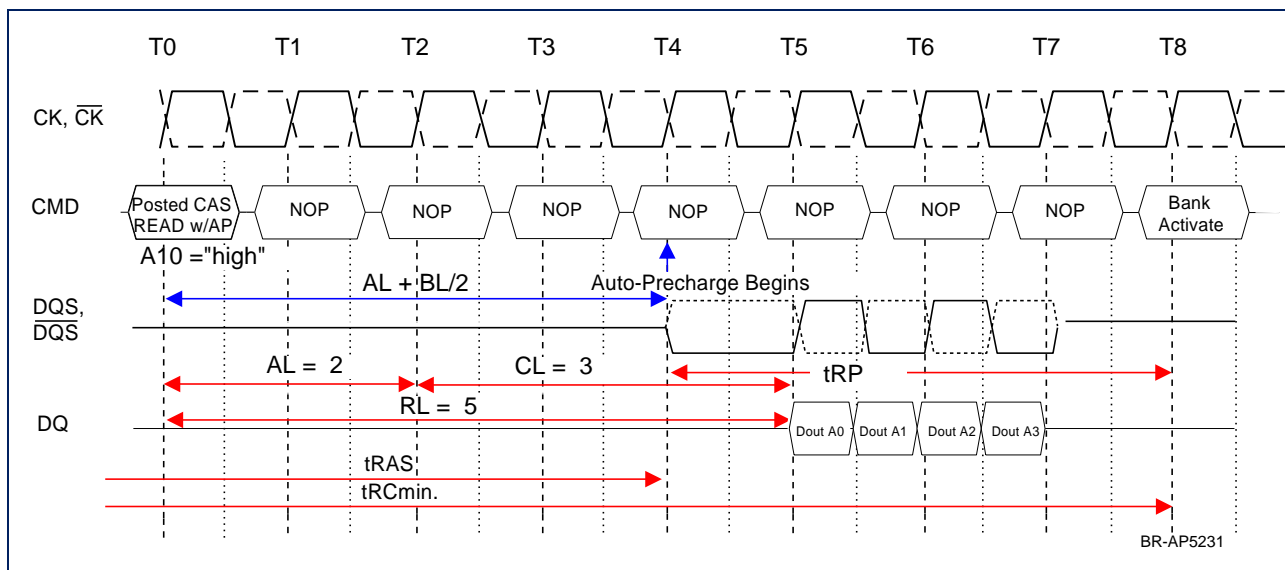 T0 T1 T2 T3 T4 T5 T6 T7 T8
CK, CK
CMD
Posted CAS
READ w/AP
NOP NOP NOP NOP NOP NOP NOP
Bank
Activate
A10 ="high"
AL + BL/2
Auto-Precharge Begins
DQS,
DQS
AL = 2
CL = 3
tRP
RL = 5
DQ
Dout A0 Dout A1 Dout A2 Dout A3
tRAS
tRCmin.
BR-AP5231